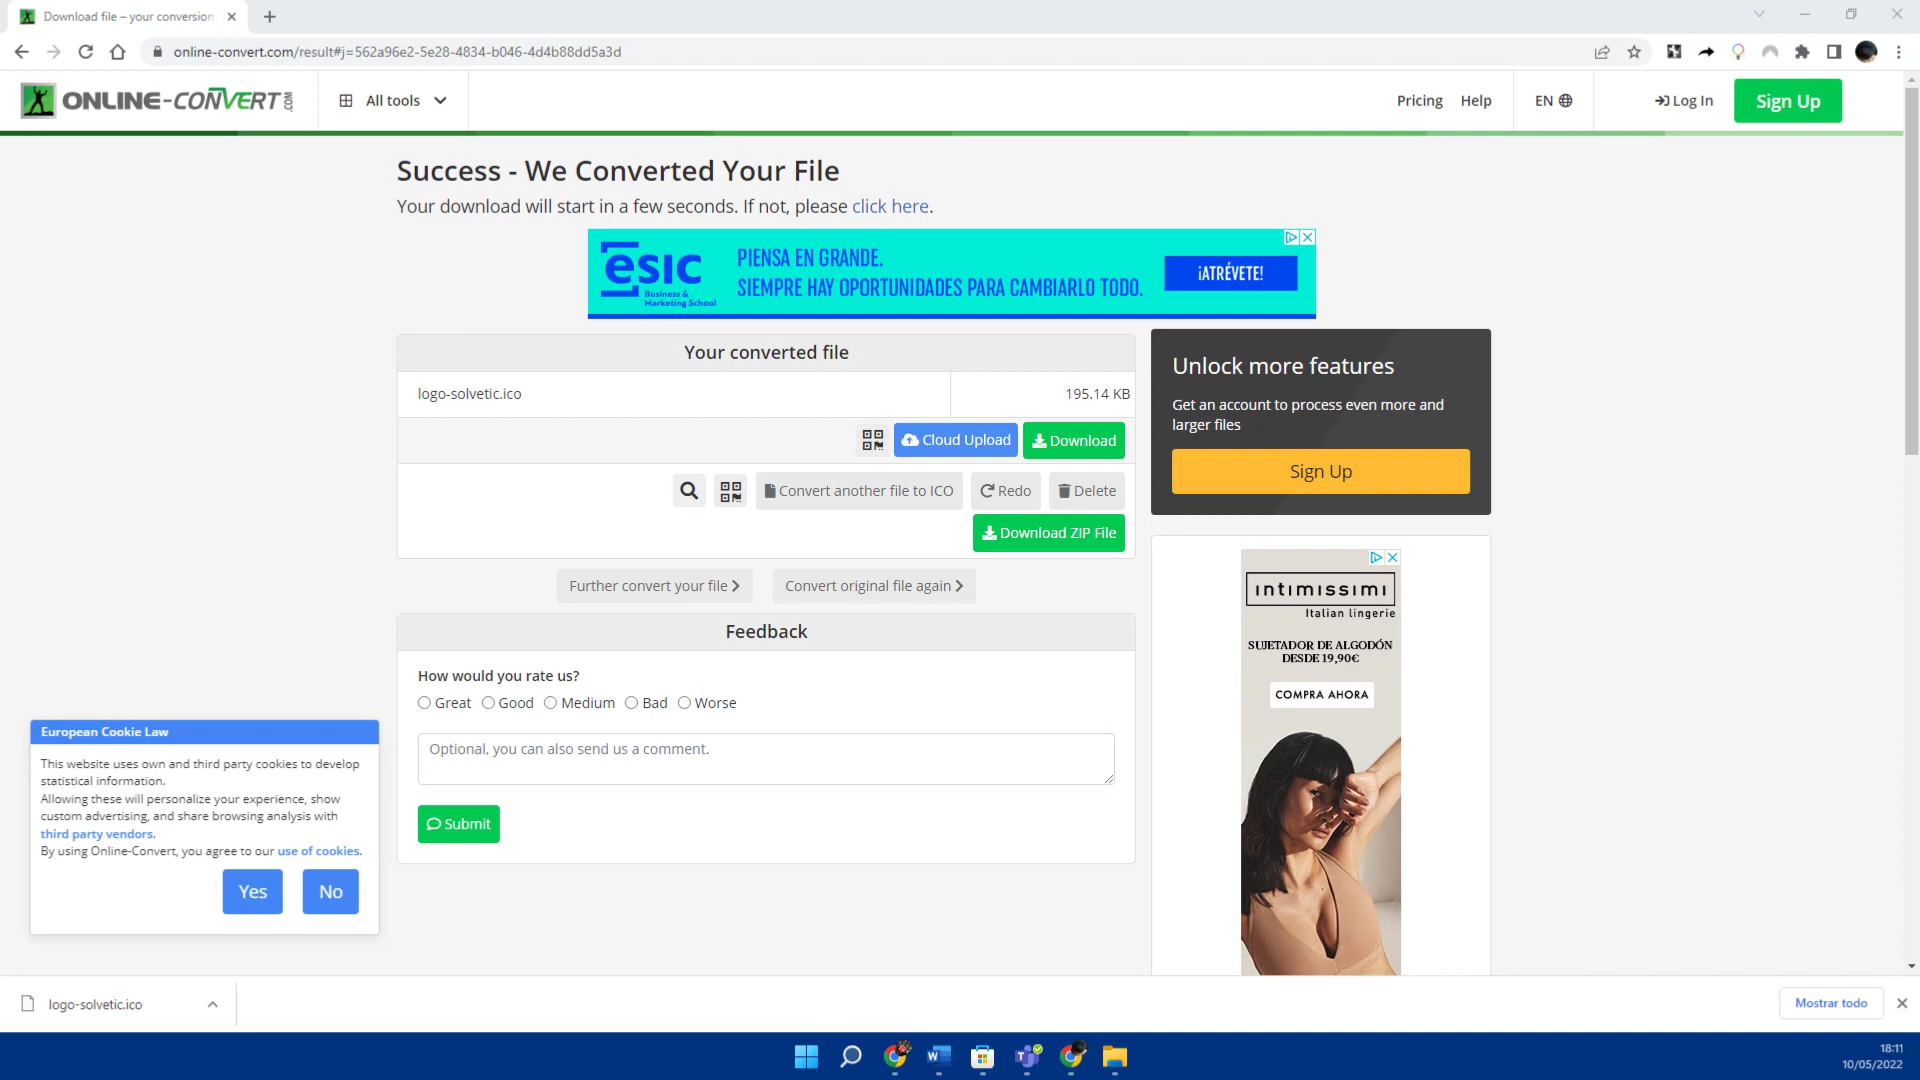 Download file – your conversion
online-convert.com/result#j=562a96e2-5e28-4834-b046-4d4b88dd5a3d
ONLINE-CONVERT.COM
All tools
Pricing
Help
EN
Log In
Sign Up
Success - We Converted Your File
Your download will start in a few seconds. If not, please click here.
esic
Business &
Marketing School
PIENSA EN GRANDE.
SIEMPRE HAY OPORTUNIDADES PARA CAMBIARLO TODO.
¡ATRÉVETE!
Your converted file
logo-solvetic.ico
195.14 KB
Cloud Upload
Download
Convert another file to ICO
Redo
Delete
Download ZIP File
Further convert your file
Convert original file again
Unlock more features
Get an account to process even more and
larger files
Sign Up
intimissimi
Italian lingerie
SUJETADOR DE ALGODÓN
DESDE 19,90€
COMPRA AHORA
Feedback
How would you rate us?
Great
Good
Medium
Bad
Worse
Optional, you can also send us a comment.
Submit
European Cookie Law
This website uses own and third party cookies to develop
statistical information.
Allowing these will personalize your experience, show
custom advertising, and share browsing analysis with
third party vendors.
By using Online-Convert, you agree to our use of cookies.
Yes
No
logo-solvetic.ico
Mostrar todo
18:11
10/05/2022